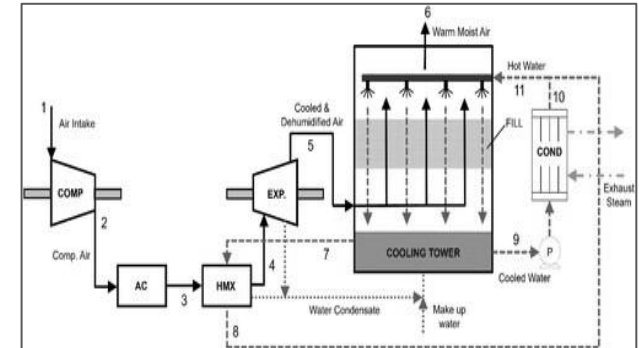 6
Warm Moist Air
Hot Water
11
10
1
Air Intake
Cooled &
Dehumidified Air
5
FILL
COND
COMP
EXP.
Exhaust
Steam
2
7
9
P
COOLING TOWER
Comp. Air
4
Cooled Water
AC
3
HMX
Water Condensate
Make up
water
8